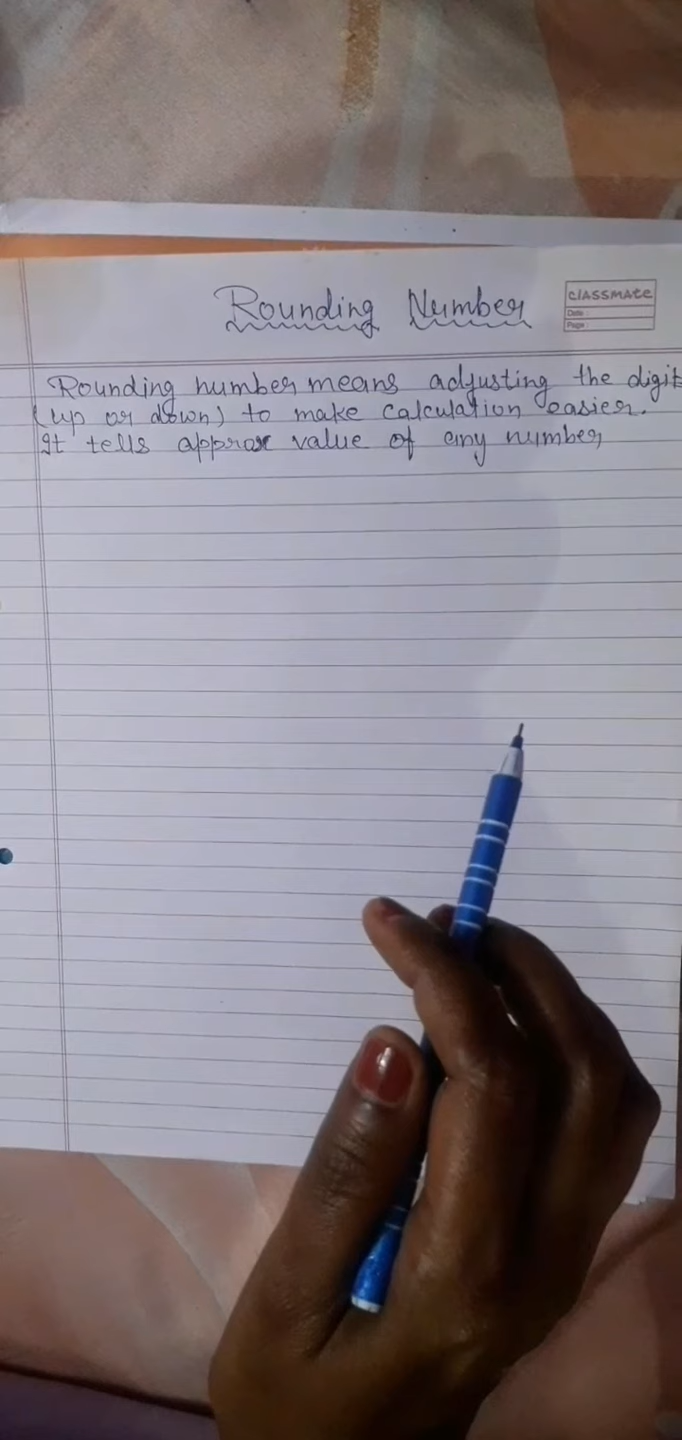 Rounding Number
CLASSMATE
Date :
Page :
Rounding number means adjusting the digit
(up or down) to make calculation easier.
It tells approx value of any number